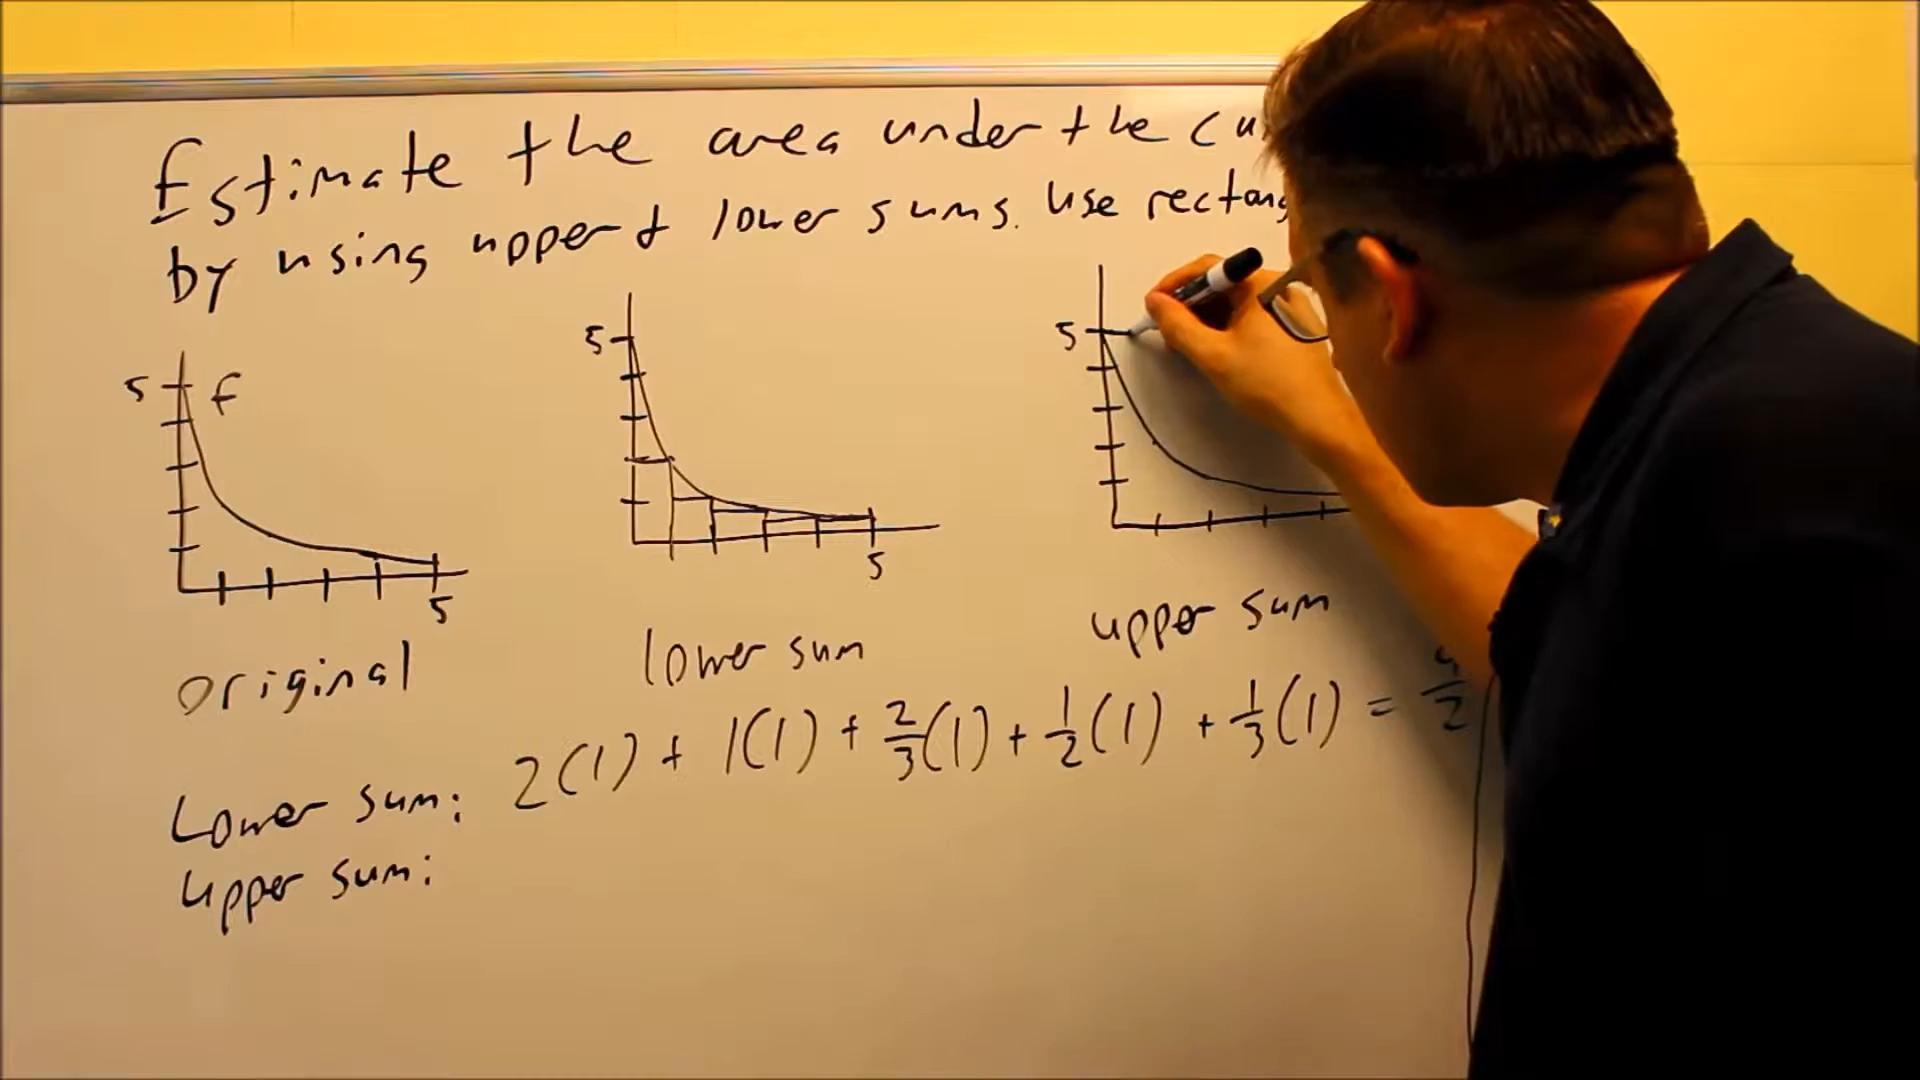 Estimate the area under the
by using upper & lower sums. Use
5
f
5
5
5
5
original
lower sum
upper sum
Lower sum: 2(1) + 1(1) + 2/3(1) + 1/2(1) + 1/3(1) =
Upper sum: